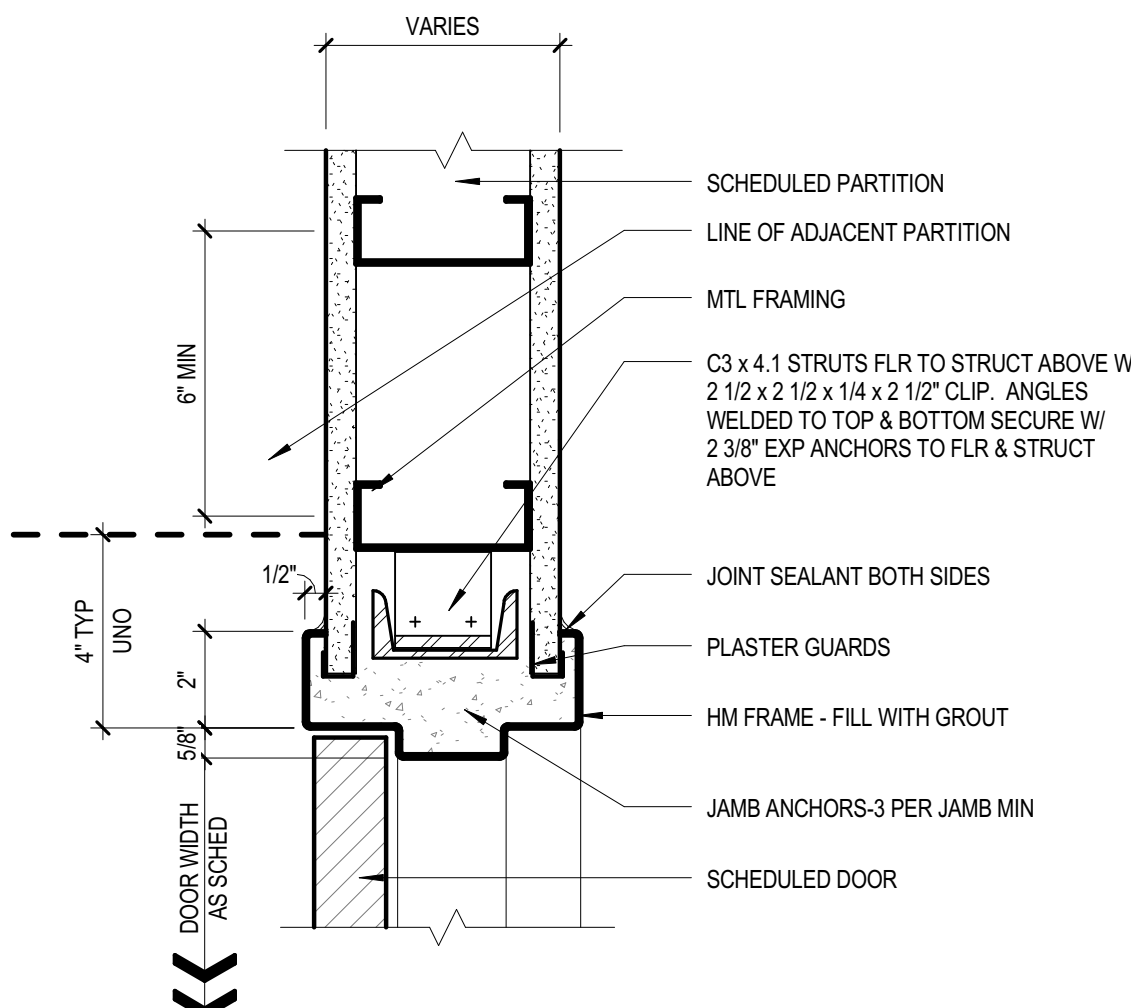 VARIES
SCHEDULED PARTITION
LINE OF ADJACENT PARTITION
MTL FRAMING
C3 x 4.1 STRUTS FLR TO STRUCT ABOVE W
2 1/2 x 2 1/2 x 1/4 x 2 1/2" CLIP. ANGLES
WELDED TO TOP & BOTTOM SECURE W/
2 3/8" EXP ANCHORS TO FLR & STRUCT
ABOVE
6" MIN
1/2"
JOINT SEALANT BOTH SIDES
4" TYP
UNO
2"
PLASTER GUARDS
HM FRAME - FILL WITH GROUT
5/8"
JAMB ANCHORS-3 PER JAMB MIN
DOOR WIDTH
AS SCHED
SCHEDULED DOOR